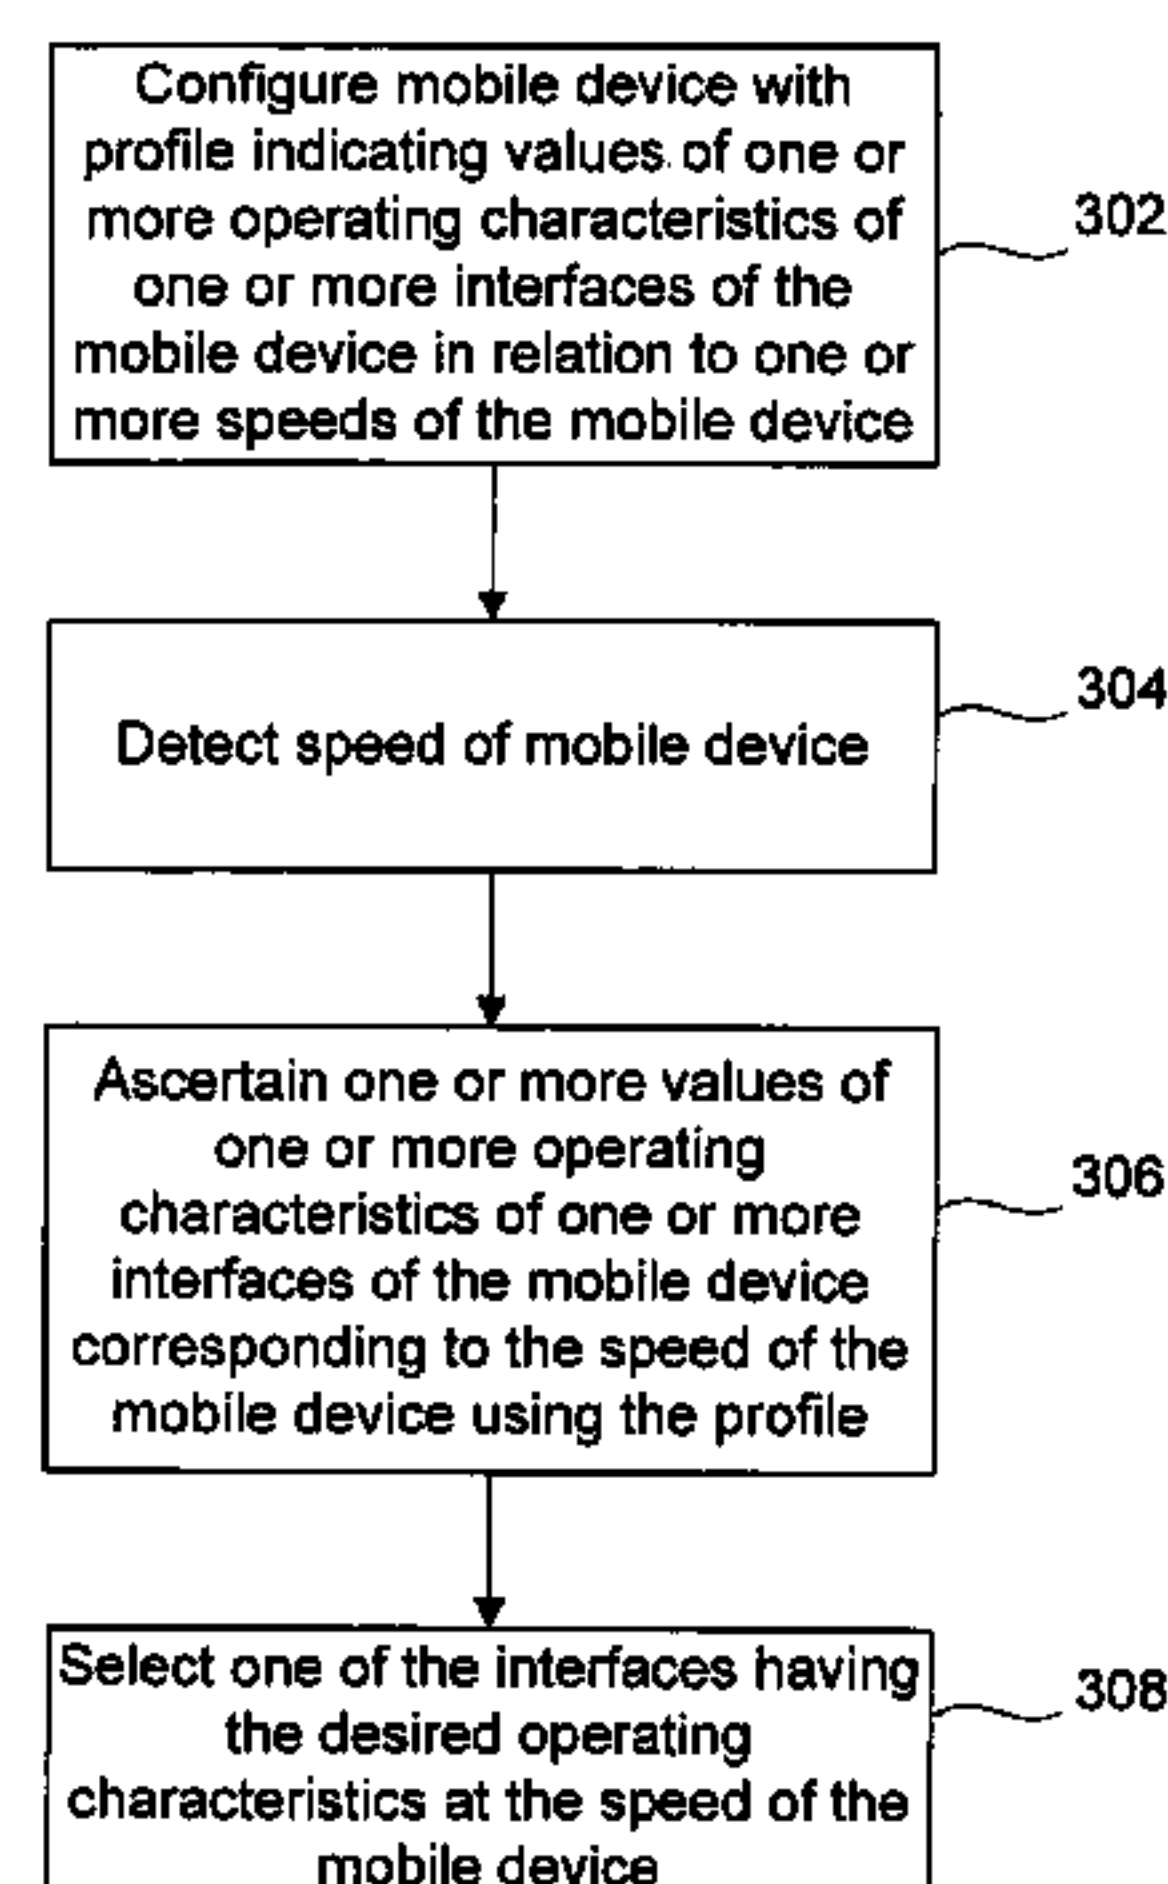 Configure mobile device with
profile indicating values of one or
more operating characteristics of
one or more interfaces of the
mobile device in relation to one or
more speeds of the mobile device
302
Detect speed of mobile device
304
Ascertain one or more values of
one or more operating
characteristics of one or more
interfaces of the mobile device
corresponding to the speed of the
mobile device using the profile
306
Select one of the interfaces having
the desired operating
characteristics at the speed of the
mobile device
308